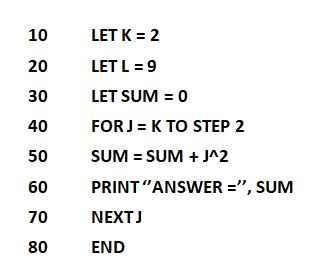 10 LET K = 2
20 LET L = 9
30 LET SUM = 0
40 FOR J = K TO STEP 2
50 SUM = SUM + J^2
60 PRINT ‘’ANSWER =’’, SUM
70 NEXT J
80 END